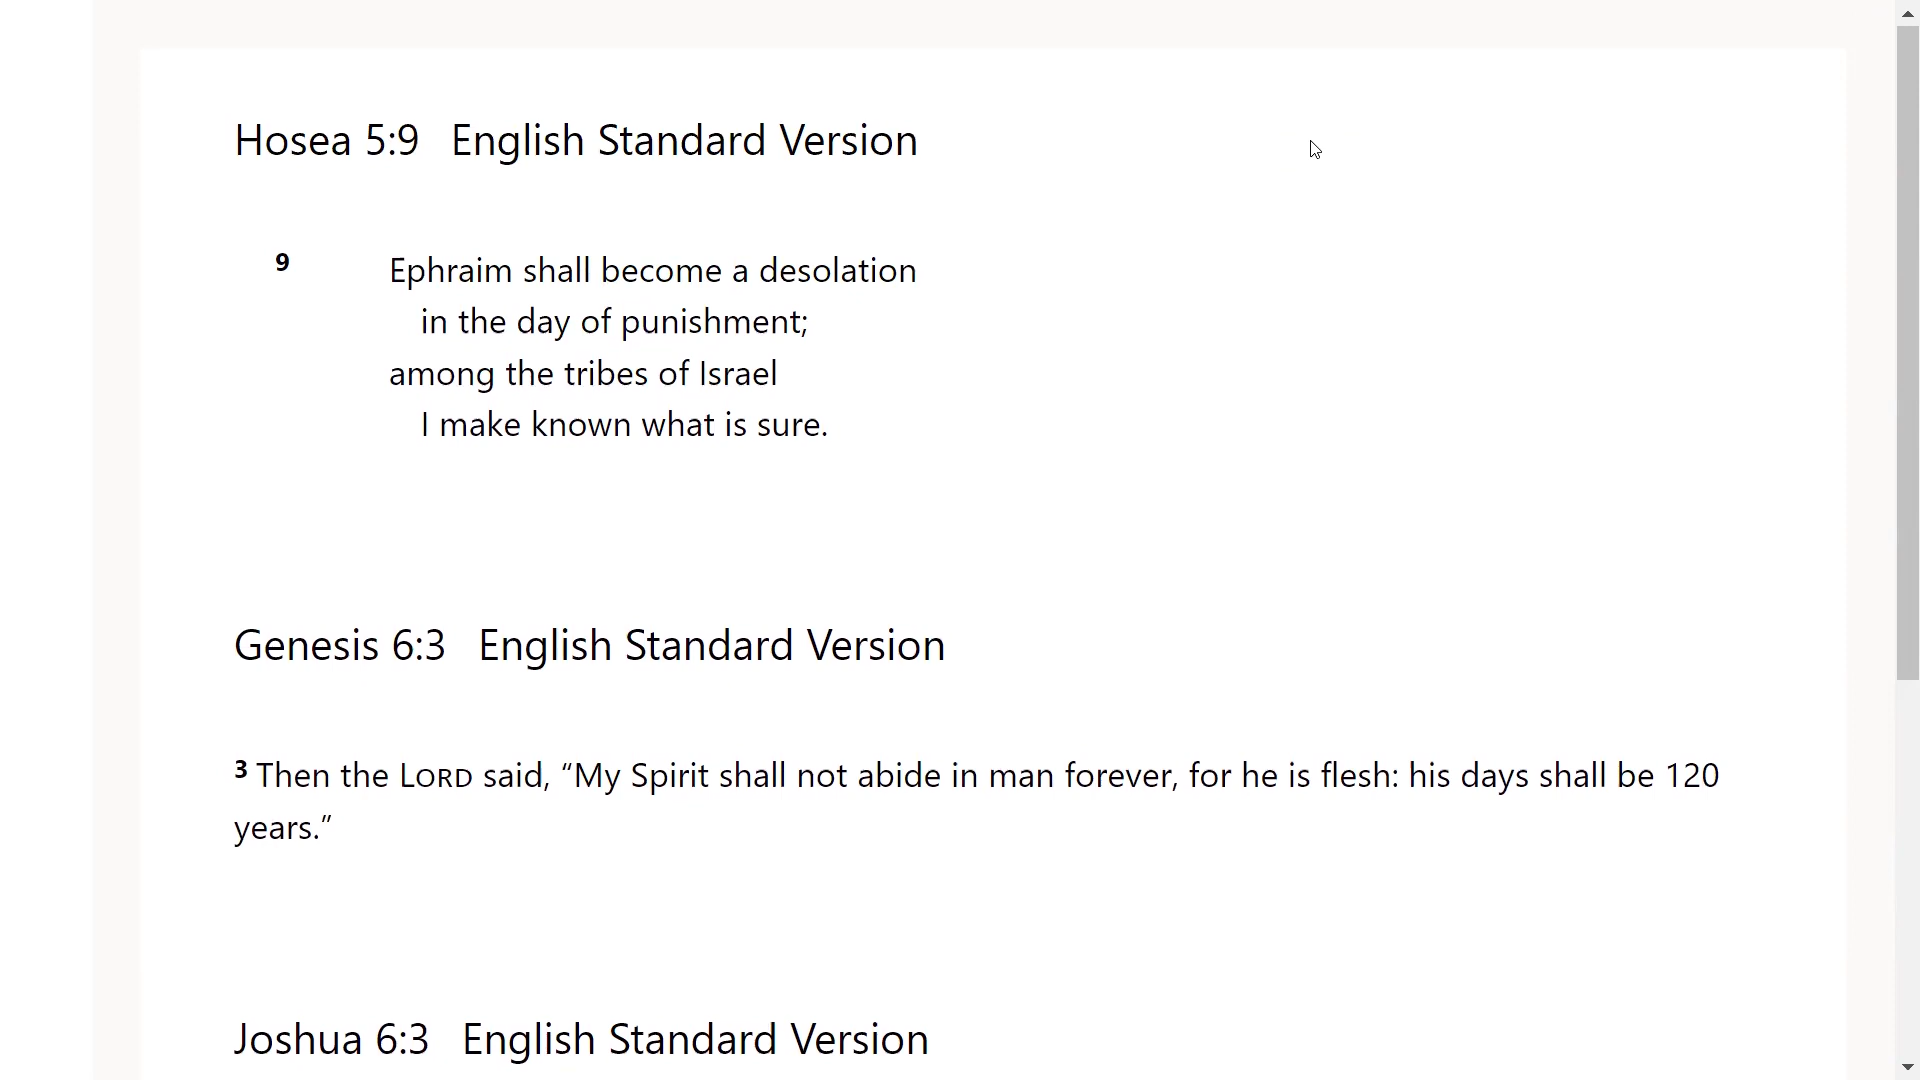 Hosea 5:9 English Standard Version
9 Ephraim shall become a desolation
in the day of punishment;
among the tribes of Israel
I make known what is sure.
Genesis 6:3 English Standard Version
3 Then the LORD said, “My Spirit shall not abide in man forever, for he is flesh: his days shall be 120
years.”
Joshua 6:3 English Standard Version